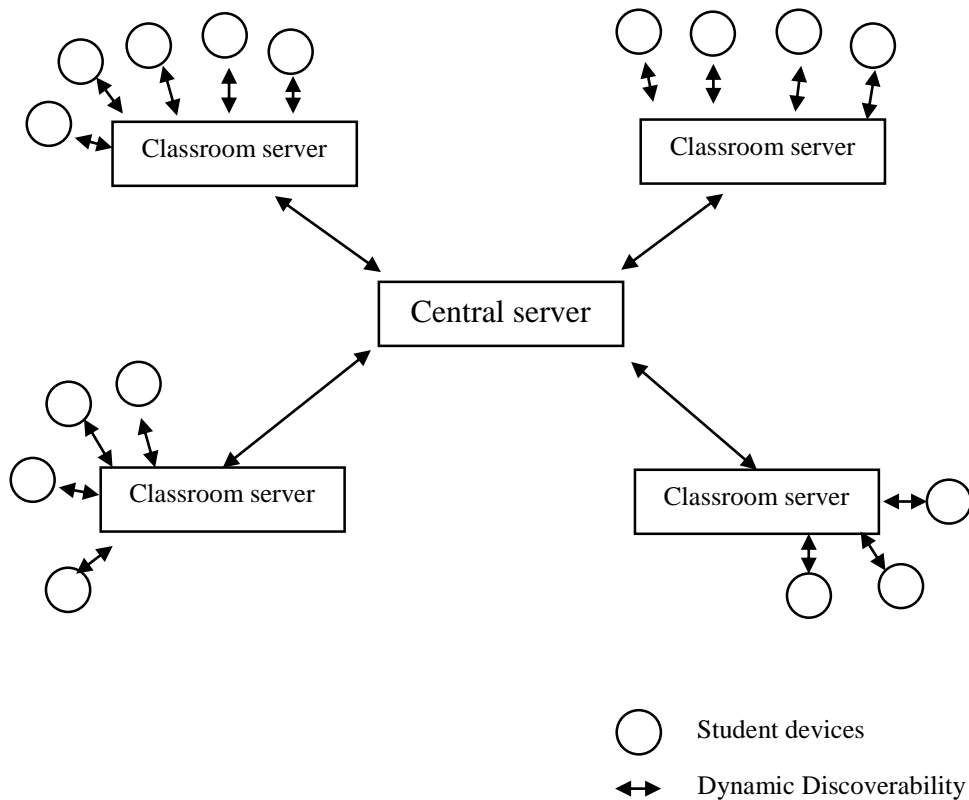 Classroom server
Classroom server
Central server
Classroom server
Classroom server
Student devices
Dynamic Discoverability